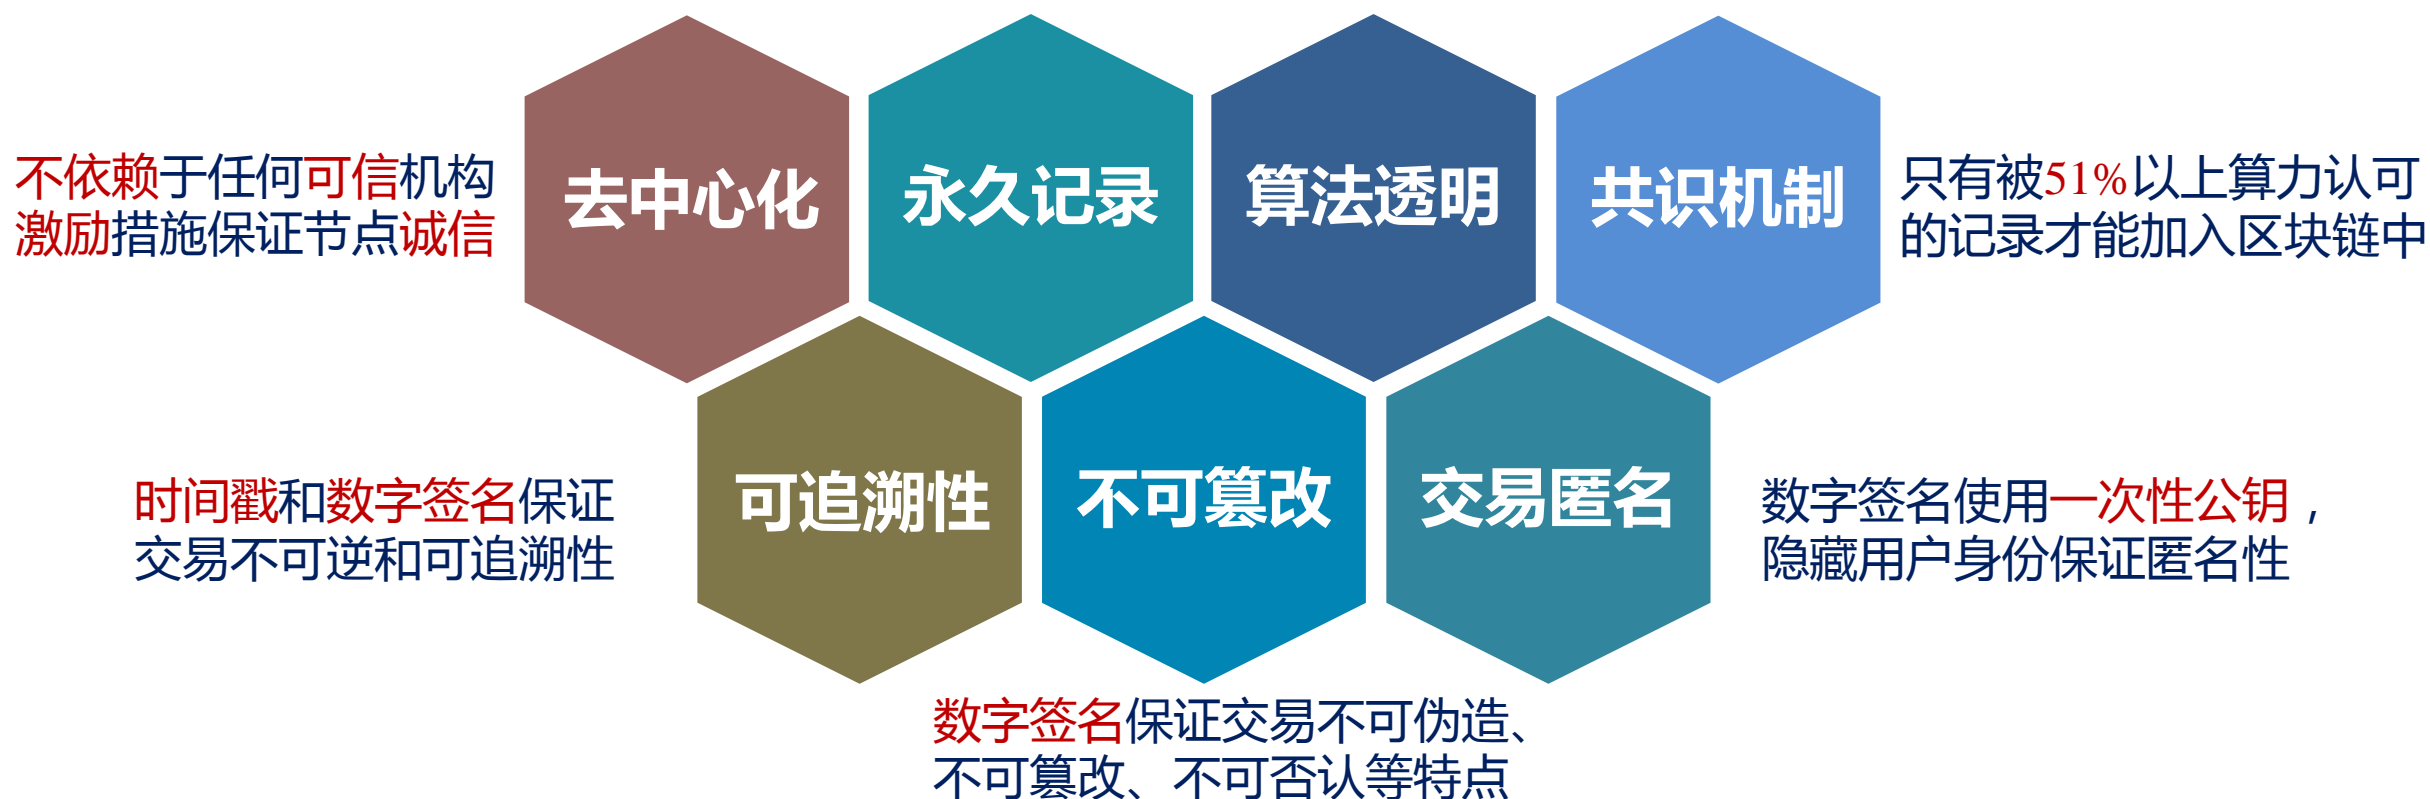 去中心化
永久记录
算法透明
共识机制
不依赖于任何可信机构
激励措施保证节点诚信
只有被51%以上算力认可
的记录才能加入区块链中
可追溯性
不可篡改
交易匿名
时间戳和数字签名保证
交易不可逆和可追溯性
数字签名使用一次性公钥，
隐藏用户身份保证匿名性
数字签名保证交易不可伪造、
不可篡改、不可否认等特点